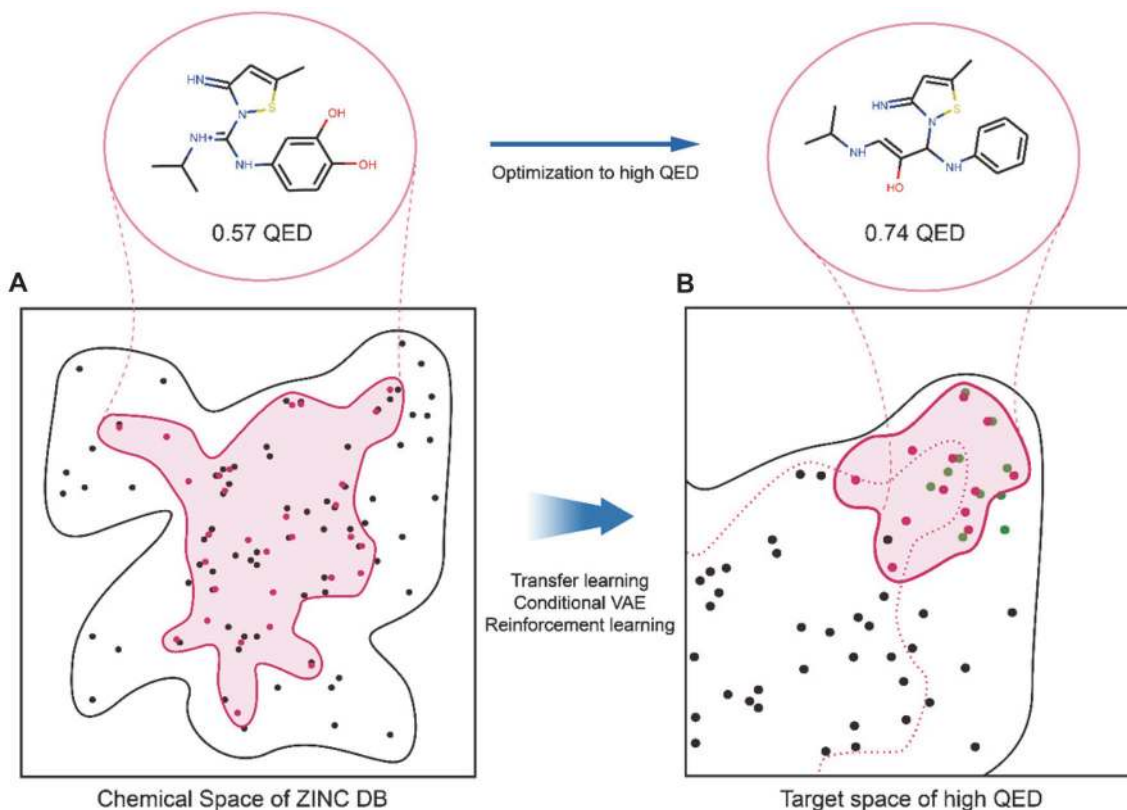 HN
N
S
NH+
NH
OH
OH
0.57 QED
Optimization to high QED
HN
N
S
NH
NH
HO
0.74 QED
A
B
Transfer learning
Conditional VAE
Reinforcement learning
Chemical Space of ZINC DB
Target space of high QED